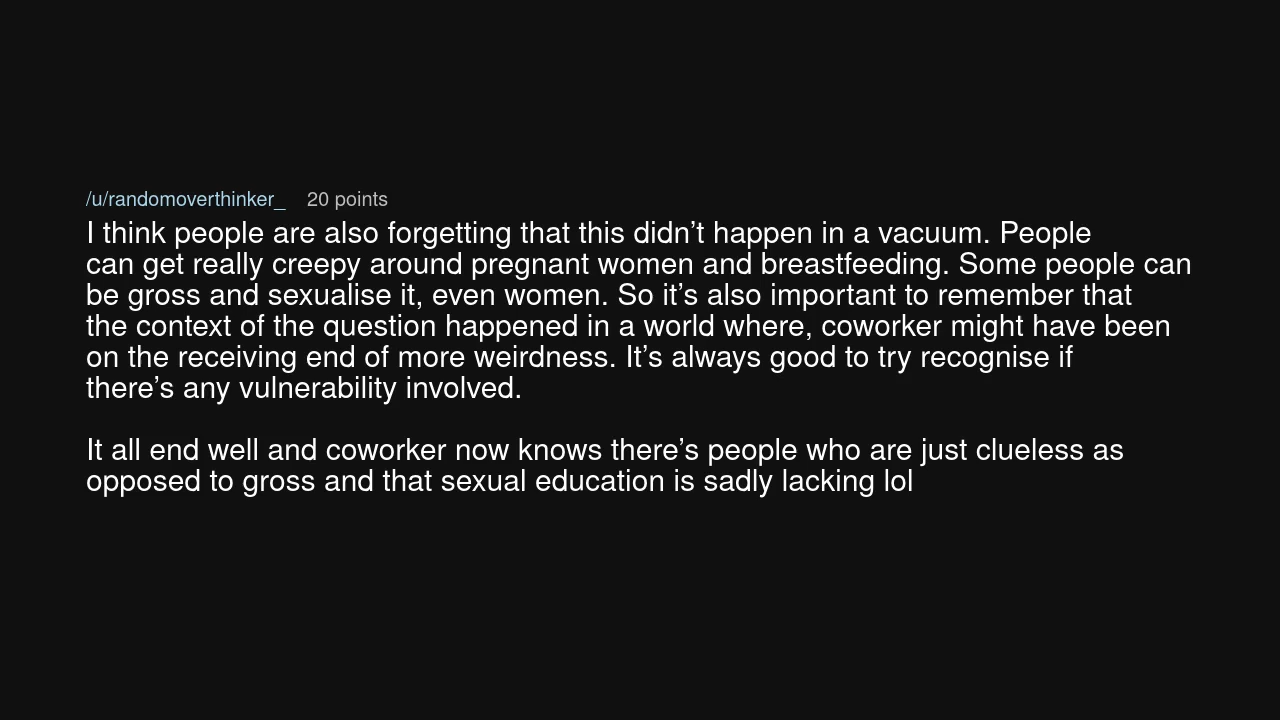 /u/randomoverthinker_ 20 points
I think people are also forgetting that this didn’t happen in a vacuum. People
can get really creepy around pregnant women and breastfeeding. Some people can
be gross and sexualise it, even women. So it’s also important to remember that
the context of the question happened in a world where, coworker might have been
on the receiving end of more weirdness. It’s always good to try recognise if
there’s any vulnerability involved.
It all end well and coworker now knows there’s people who are just clueless as
opposed to gross and that sexual education is sadly lacking lol